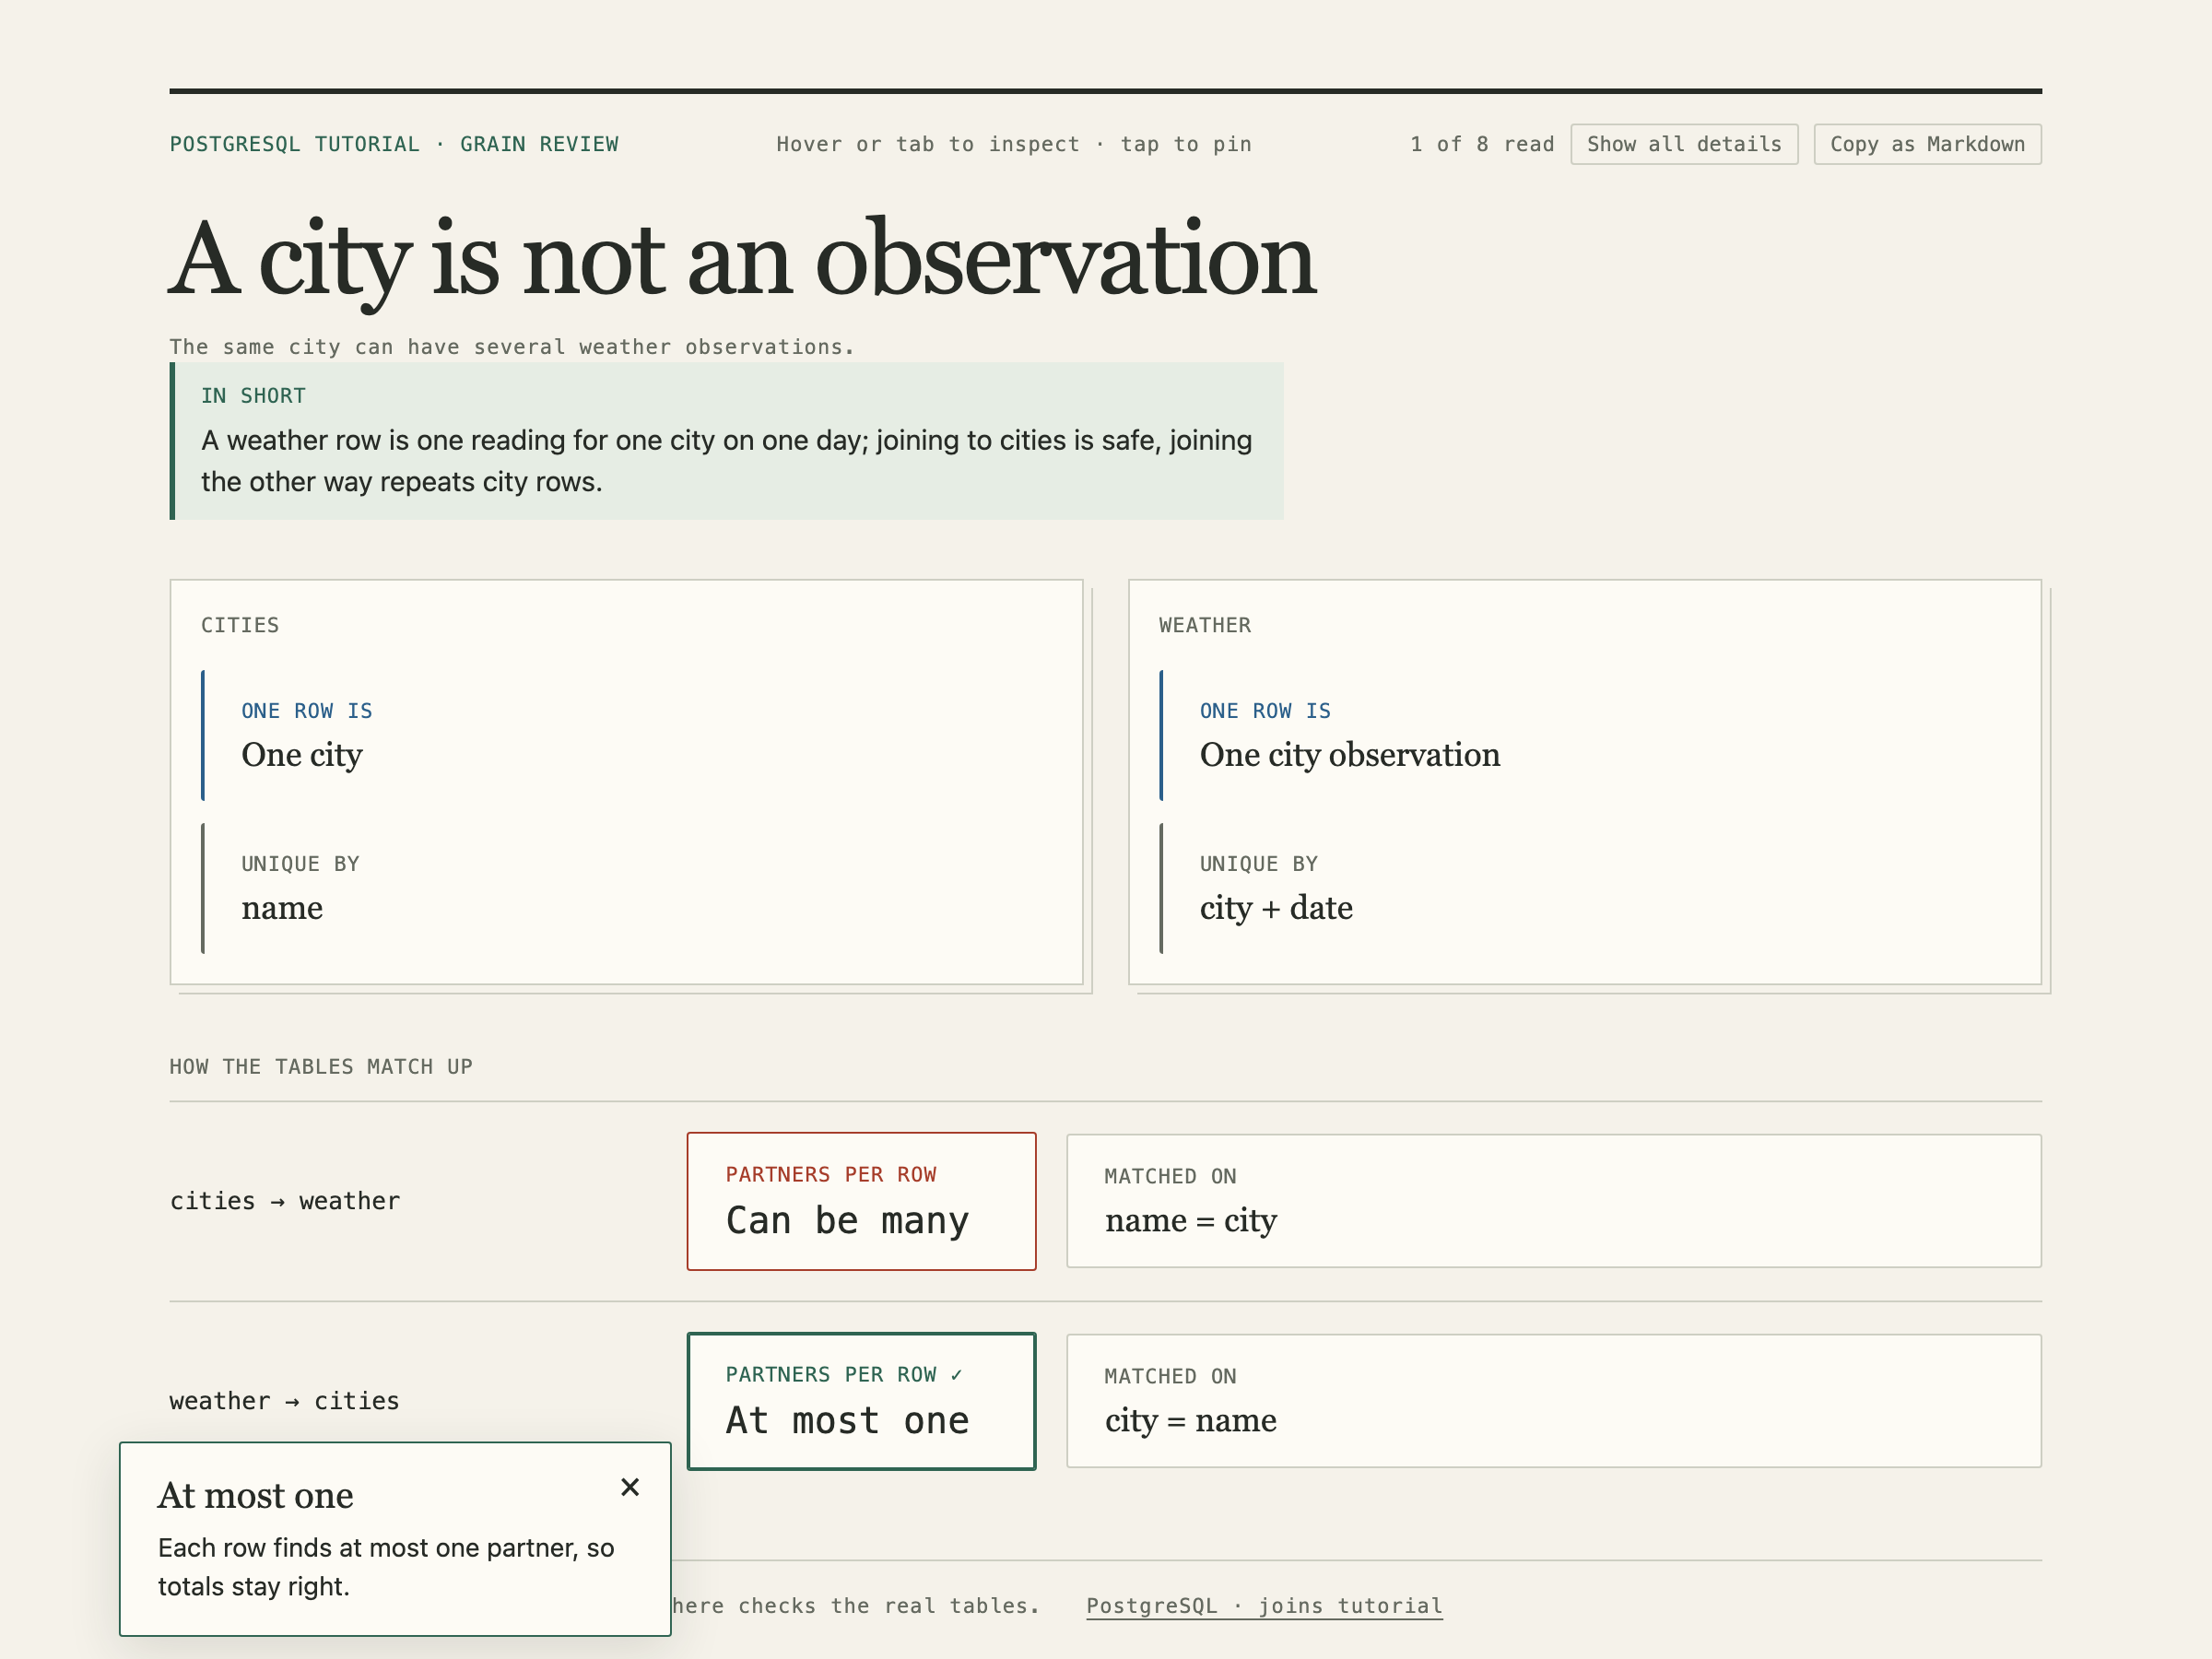 POSTGRESQL TUTORIAL · GRAIN REVIEW
Hover or tab to inspect · tap to pin
1 of 8 read
Show all details
Copy as Markdown
A city is not an observation
The same city can have several weather observations.
IN SHORT
A weather row is one reading for one city on one day; joining to cities is safe, joining
the other way repeats city rows.
CITIES
ONE ROW IS
One city
UNIQUE BY
name
WEATHER
ONE ROW IS
One city observation
UNIQUE BY
city + date
HOW THE TABLES MATCH UP
cities → weather
PARTNERS PER ROW
Can be many
MATCHED ON
name = city
weather → cities
PARTNERS PER ROW ✓
At most one
MATCHED ON
city = name
At most one
×
Each row finds at most one partner, so
totals stay right.
here checks the real tables.
PostgreSQL · joins tutorial